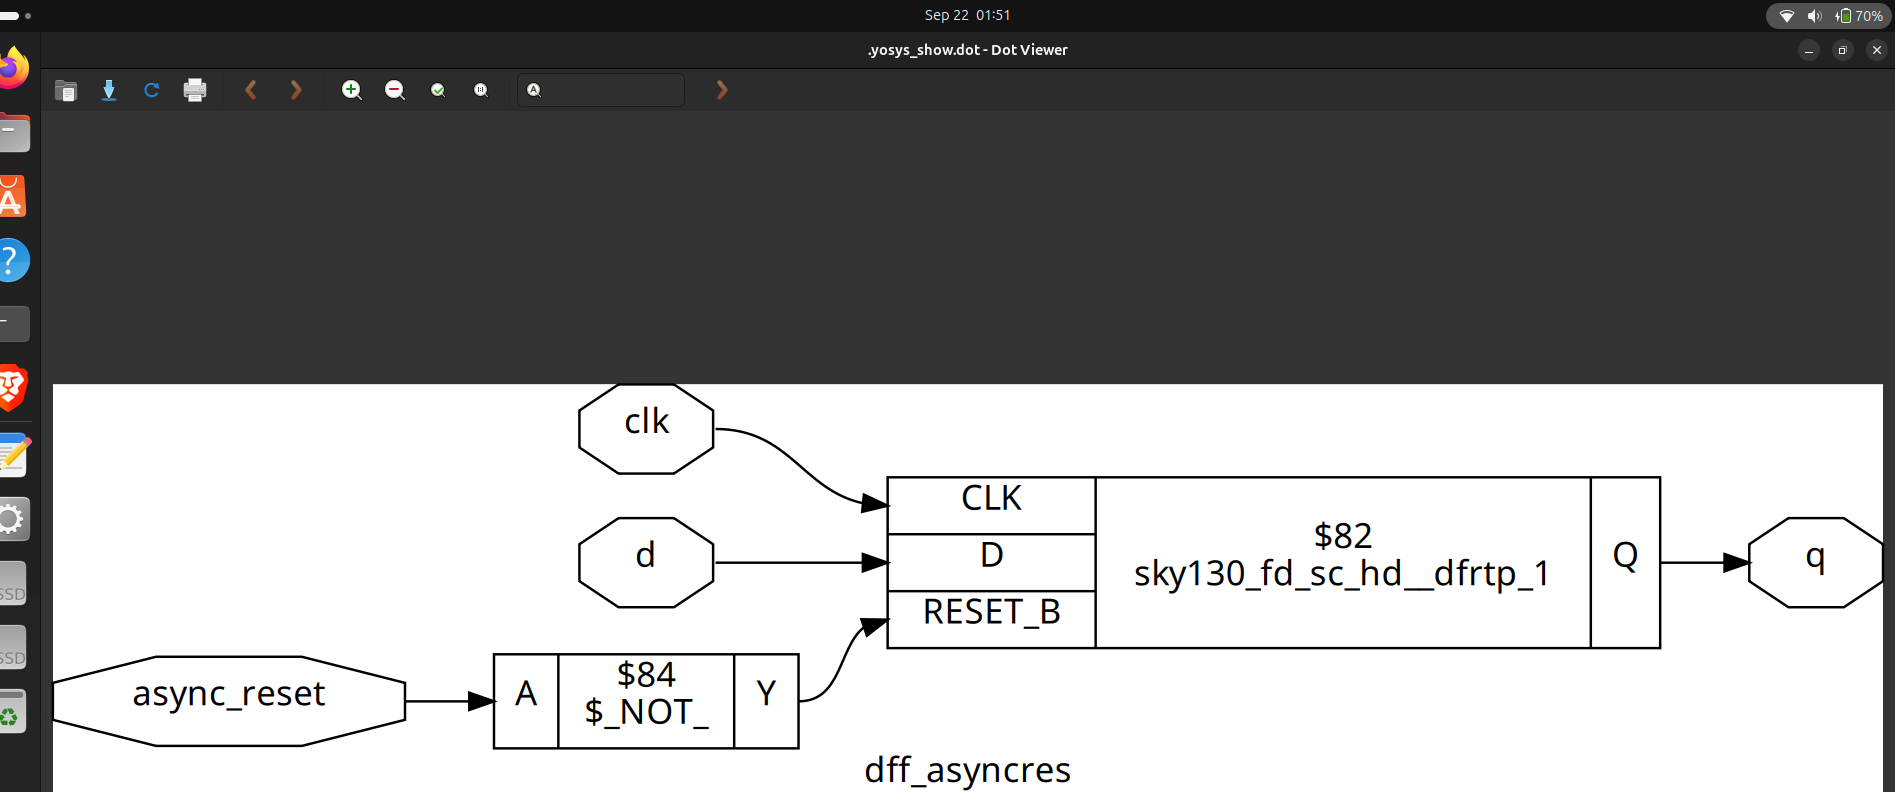 Sep 22 01:51
70%
.yosys_show.dot - Dot Viewer
clk
CLK
d
D
$82
sky130_fd_sc_hd__dfrtp_1
Q
q
RESET_B
async_reset
A
$84
$_NOT_
Y
dff_asyncres
SSD
SSD